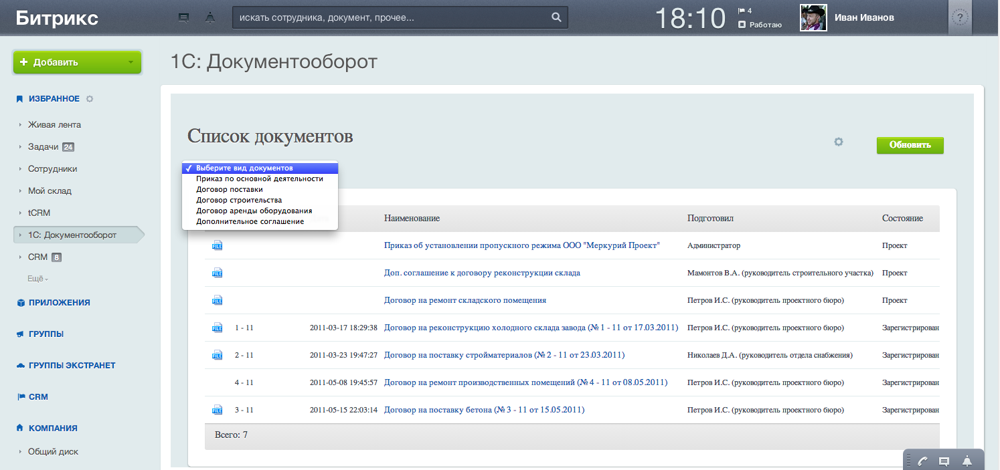 Битрикс
искать сотрудника, документ, прочее...
18:10
4
Работаю
Иван Иванов
?
Добавить
1С: Документооборот
ИЗБРАННОЕ
Живая лента
Задачи 24
Сотрудники
Мой склад
tCRM
1С: Документооборот
CRM 8
Ещё
ПРИЛОЖЕНИЯ
ГРУППЫ
ГРУППЫ ЭКСТРАНЕТ
CRM
КОМПАНИЯ
Общий диск
Список документов
Обновить
✓ Выберите вид документов
Приказ по основной деятельности
Договор поставки
Договор строительства
Договор аренды оборудования
Дополнительное соглашение
Наименование Подготовил Состояние
FILE Приказ об установлении пропускного режима ООО "Меркурий Проект" Администратор Проект
FILE Доп. соглашение к договору реконструкции склада Мамонтов В.А. (руководитель строительного участка) Проект
FILE Договор на ремонт складского помещения Петров И.С. (руководитель проектного бюро) Проект
FILE 1 - 11 2011-03-17 18:29:38 Договор на реконструкцию холодного склада завода (№ 1 - 11 от 17.03.2011) Петров И.С. (руководитель проектного бюро) Зарегистрирован
FILE 2 - 11 2011-03-23 19:47:27 Договор на поставку стройматериалов (№ 2 - 11 от 23.03.2011) Николаев Д.А. (руководитель отдела снабжения) Зарегистрирован
4 - 11 2011-05-08 19:45:57 Договор на ремонт производственных помещений (№ 4 - 11 от 08.05.2011) Петров И.С. (руководитель проектного бюро) Зарегистрирован
FILE 3 - 11 2011-05-15 22:03:14 Договор на поставку бетона (№ 3 - 11 от 15.05.2011) Петров И.С. (руководитель проектного бюро) Зарегистрирован
Всего: 7